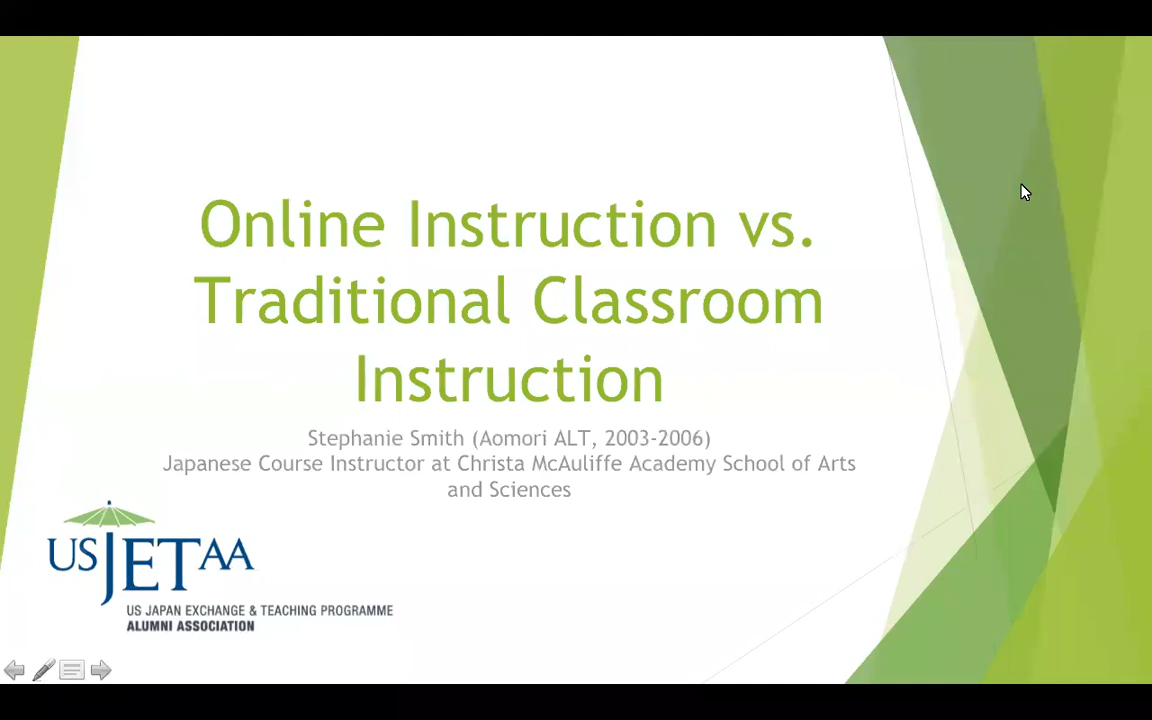 Online Instruction vs.
Traditional Classroom
Instruction
Stephanie Smith (Aomori ALT, 2003-2006)
Japanese Course Instructor at Christa McAuliffe Academy School of Arts
and Sciences
USJETAA
US JAPAN EXCHANGE & TEACHING PROGRAMME
ALUMNI ASSOCIATION